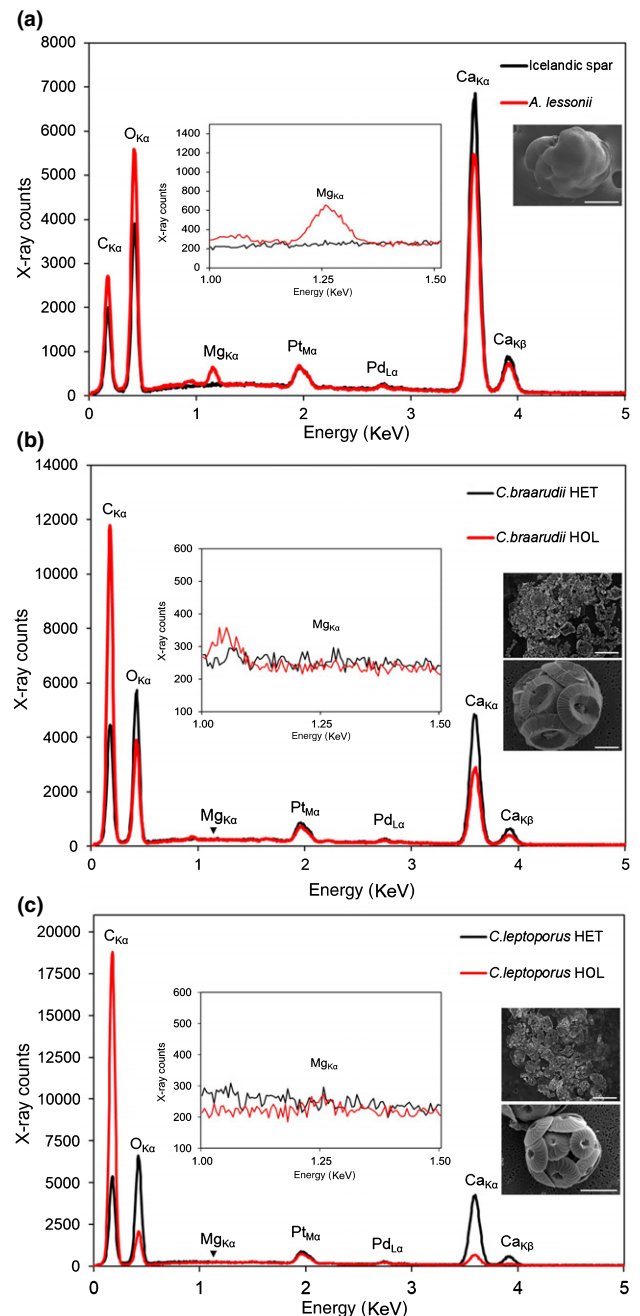 (a)
8000
7000
6000
5000
4000
3000
2000
1000
0
X-ray counts
0 1 2 3 4 5
Energy (KeV)
CKα
OKα
MgKα
PtMα
PdLα
CaKα
CaKβ
Icelandic spar
A. lessonii
1400
1200
1000
800
600
400
200
0
X-ray counts
MgKα
1.00 1.25 1.50
Energy (KeV)
(b)
14000
12000
10000
8000
6000
4000
2000
0
X-ray counts
0 1 2 3 4 5
Energy (KeV)
CKα
OKα
MgKα
PtMα
PdLα
CaKα
CaKβ
C.braarudii HET
C.braarudii HOL
600
500
400
300
200
100
X-ray counts
MgKα
1.00 1.25 1.50
Energy (KeV)
(c)
20000
17500
15000
12500
10000
7500
5000
2500
0
X-ray counts
0 1 2 3 4 5
Energy (KeV)
CKα
OKα
MgKα
PtMα
PdLα
CaKα
CaKβ
C.leptoporus HET
C.leptoporus HOL
600
500
400
300
200
100
X-ray counts
MgKα
1.00 1.25 1.50
Energy (KeV)